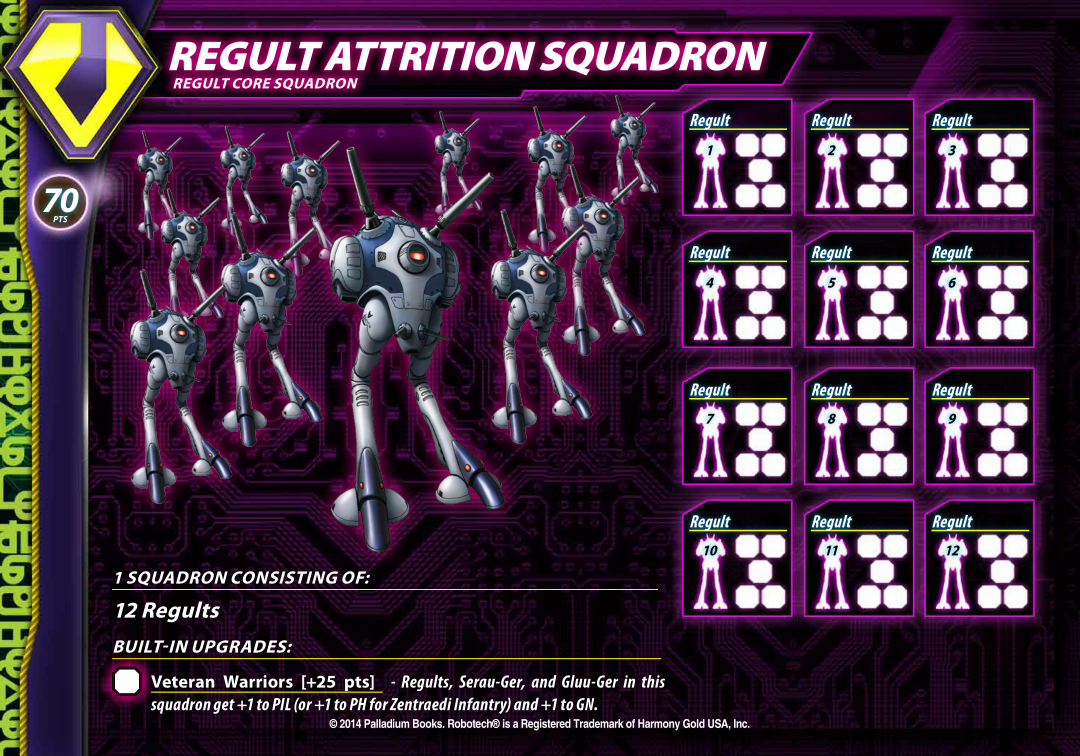 REGULT ATTRITION SQUADRON
REGULT CORE SQUADRON
70
PTS
Regult
1
Regult
2
Regult
3
Regult
4
Regult
5
Regult
6
Regult
7
Regult
8
Regult
9
Regult
10
Regult
11
Regult
12
1 SQUADRON CONSISTING OF:
12 Regults
BUILT-IN UPGRADES:
Veteran Warriors [+25 pts] - Regults, Serau-Ger, and Gluu-Ger in this
squadron get +1 to PIL (or +1 to PH for Zentraedi Infantry) and +1 to GN.
© 2014 Palladium Books. Robotech® is a Registered Trademark of Harmony Gold USA, Inc.